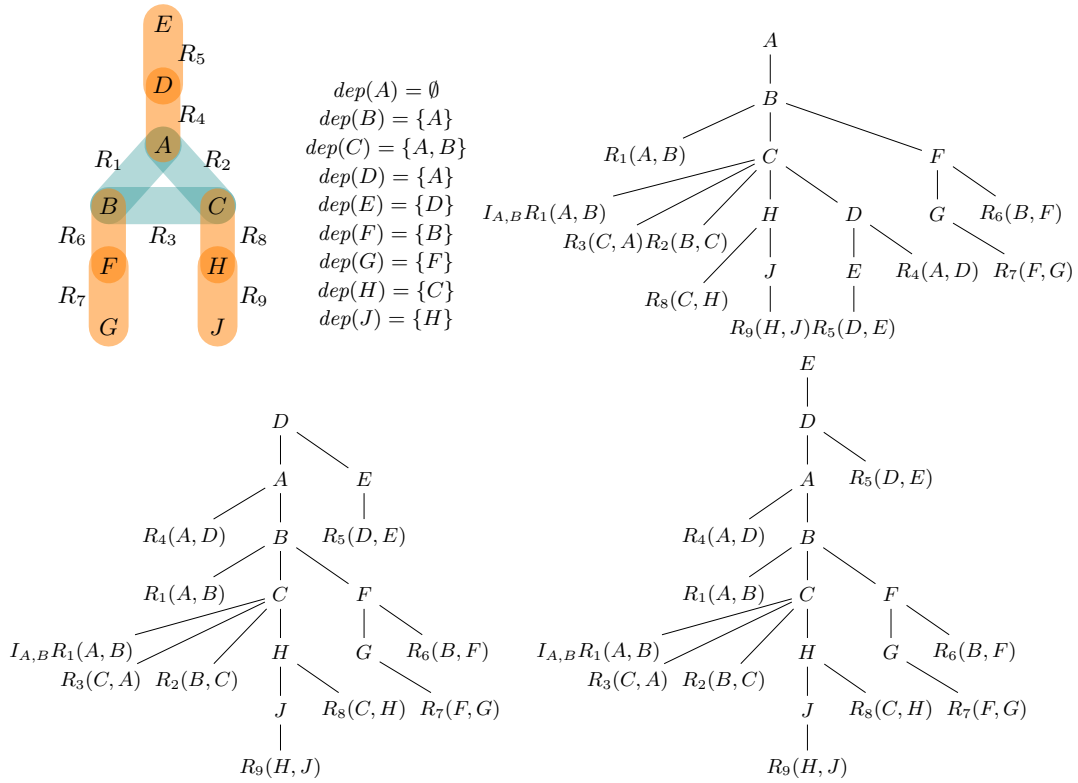 E
R₅
D
R₄
A
R₁ R₂
B C
R₃
R₆ R₈
F H
R₇ R₉
G J
dep(A) = ∅
dep(B) = {A}
dep(C) = {A, B}
dep(D) = {A}
dep(E) = {D}
dep(F) = {B}
dep(G) = {F}
dep(H) = {C}
dep(J) = {H}
A
B
R₁(A, B) C F
I_{A,B}R₁(A, B) H D G R₆(B, F)
R₃(C, A) R₂(B, C)
R₈(C, H) J E R₄(A, D) R₇(F, G)
R₉(H, J) R₅(D, E)
D
A E
R₄(A, D) B R₅(D, E)
R₁(A, B) C F
I_{A,B}R₁(A, B) H G R₆(B, F)
R₃(C, A) R₂(B, C)
J R₈(C, H) R₇(F, G)
R₉(H, J)
E
D
A R₅(D, E)
R₄(A, D) B
R₁(A, B) C F
I_{A,B}R₁(A, B) H G R₆(B, F)
R₃(C, A) R₂(B, C)
J R₈(C, H) R₇(F, G)
R₉(H, J)